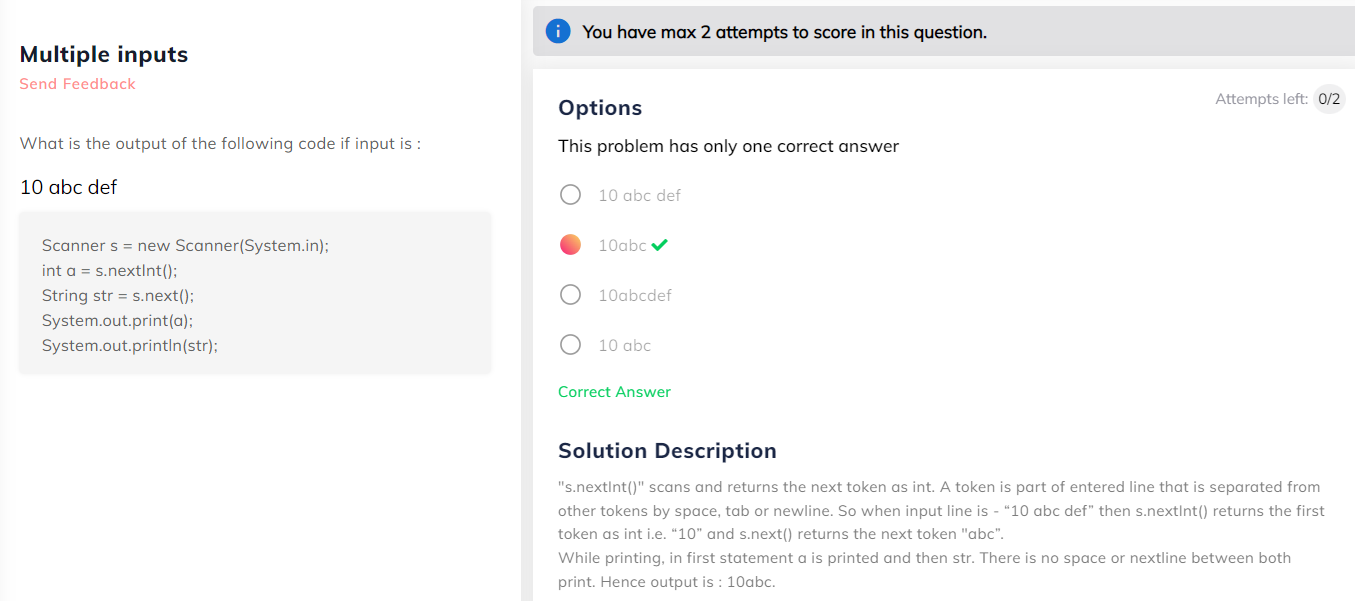 Multiple inputs
Send Feedback
What is the output of the following code if input is :
10 abc def
Scanner s = new Scanner(System.in);
int a = s.nextInt();
String str = s.next();
System.out.print(a);
System.out.println(str);
You have max 2 attempts to score in this question.
Options
Attempts left: 0/2
This problem has only one correct answer
10 abc def
10abc
10abcdef
10 abc
Correct Answer
Solution Description
"s.nextInt()" scans and returns the next token as int. A token is part of entered line that is separated from
other tokens by space, tab or newline. So when input line is - “10 abc def” then s.nextInt() returns the first
token as int i.e. “10” and s.next() returns the next token "abc”.
While printing, in first statement a is printed and then str. There is no space or nextline between both
print. Hence output is : 10abc.